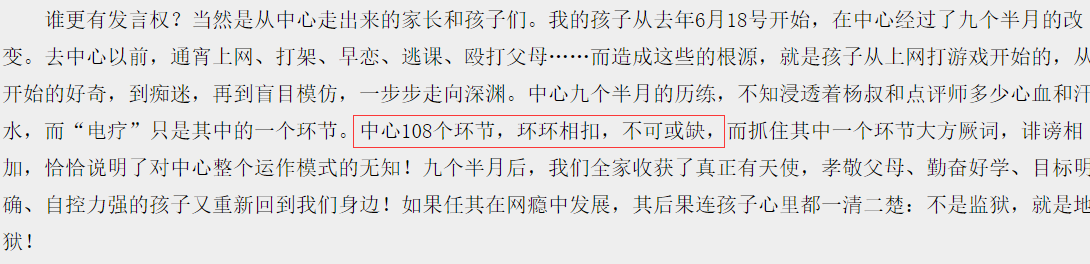 谁更有发言权？当然是从中心走出来的家长和孩子们。我的孩子从去年6月18号开始，在中心经过了九个半月的改
变。去中心以前，通宵上网、打架、早恋、逃课、殴打父母……而造成这些的根源，就是孩子从上网打游戏开始的，从
开始的好奇，到痴迷，再到盲目模仿，一步步走向深渊。中心九个半月的历练，不知浸透着杨叔和点评师多少心血和汗
水，而“电疗”只是其中的一个环节。中心108个环节，环环相扣，不可或缺，而抓住其中一个环节大方厥词，诽谤相
加，恰恰说明了对中心整个运作模式的无知！九个半月后，我们全家收获了真正有天使，孝敬父母、勤奋好学、目标明
确、自控力强的孩子又重新回到我们身边！如果任其在网瘾中发展，其后果连孩子心里都一清二楚：不是监狱，就是地
狱！